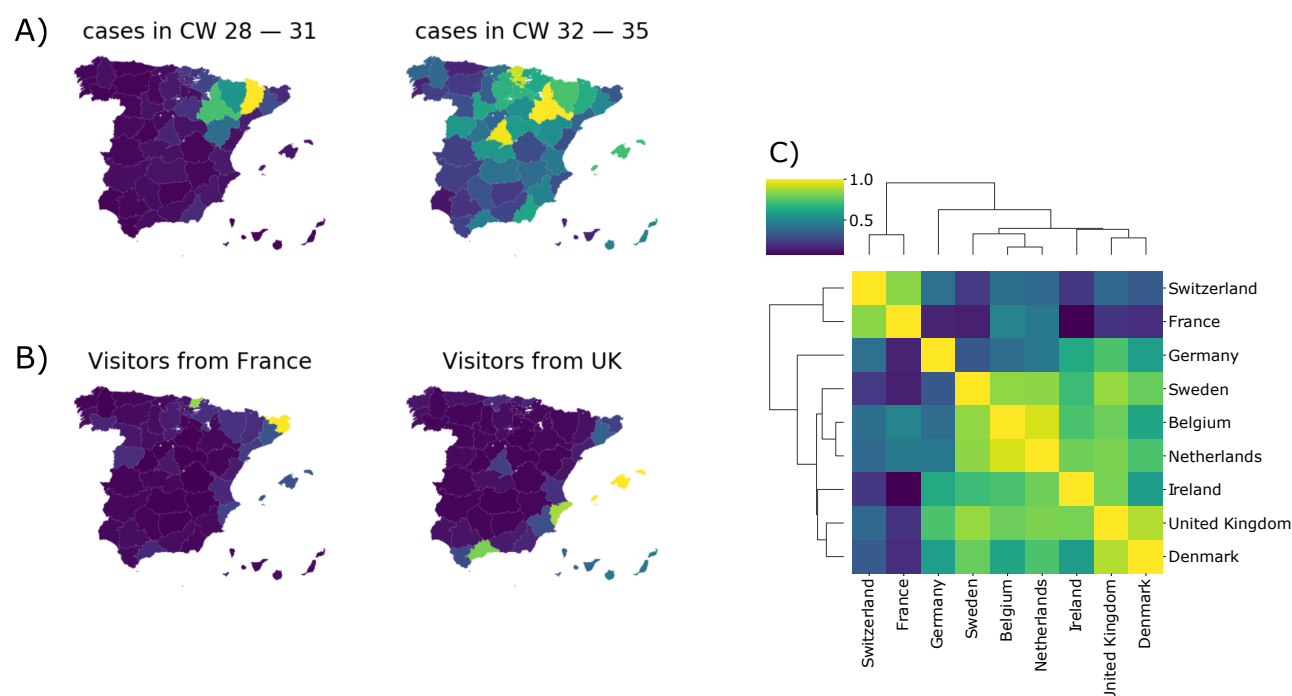 A)
cases in CW 28 — 31
cases in CW 32 — 35
B)
Visitors from France
Visitors from UK
C)
1.0
0.5
Switzerland
France
Germany
Sweden
Belgium
Netherlands
Ireland
United Kingdom
Denmark
Switzerland
France
Germany
Sweden
Belgium
Netherlands
Ireland
United Kingdom
Denmark